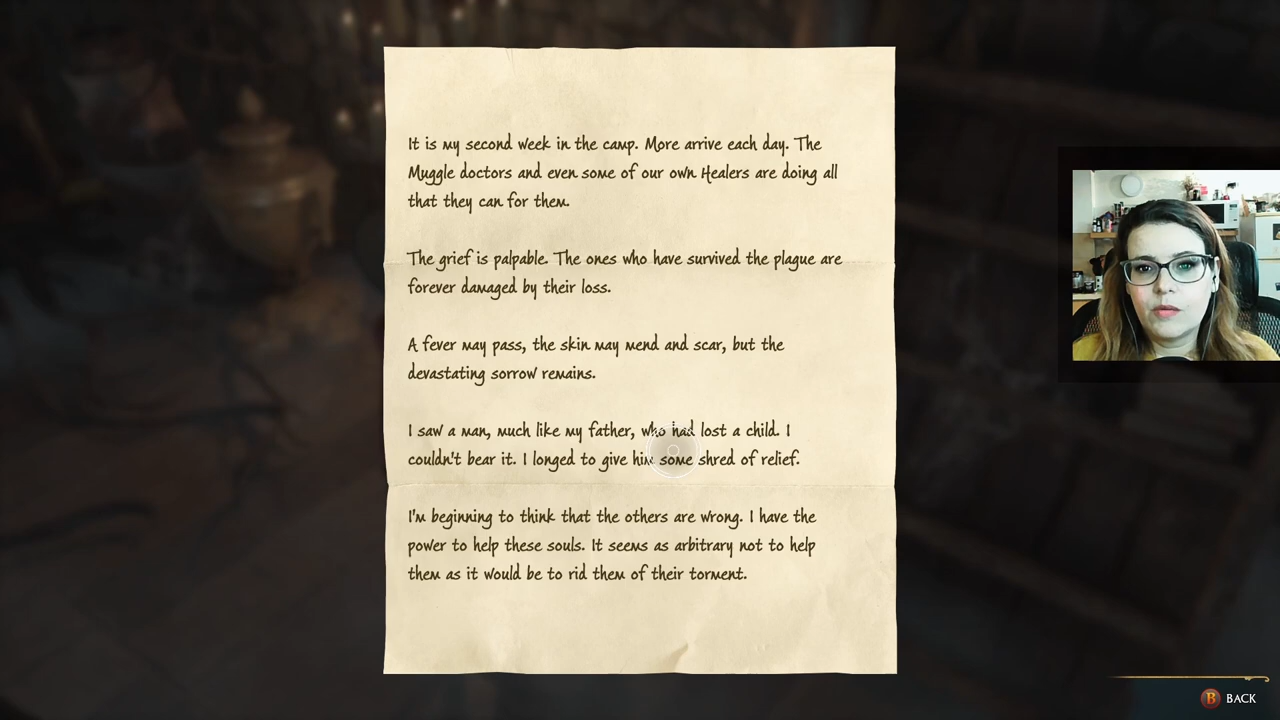 It is my second week in the camp. More arrive each day. The
Muggle doctors and even some of our own Healers are doing all
that they can for them.
The grief is palpable. The ones who have survived the plague are
forever damaged by their loss.
A fever may pass, the skin may mend and scar, but the
devastating sorrow remains.
I saw a man, much like my father, who had lost a child. I
couldn't bear it. I longed to give him some shred of relief.
I'm beginning to think that the others are wrong. I have the
power to help these souls. It seems as arbitrary not to help
them as it would be to rid them of their torment.
B BACK